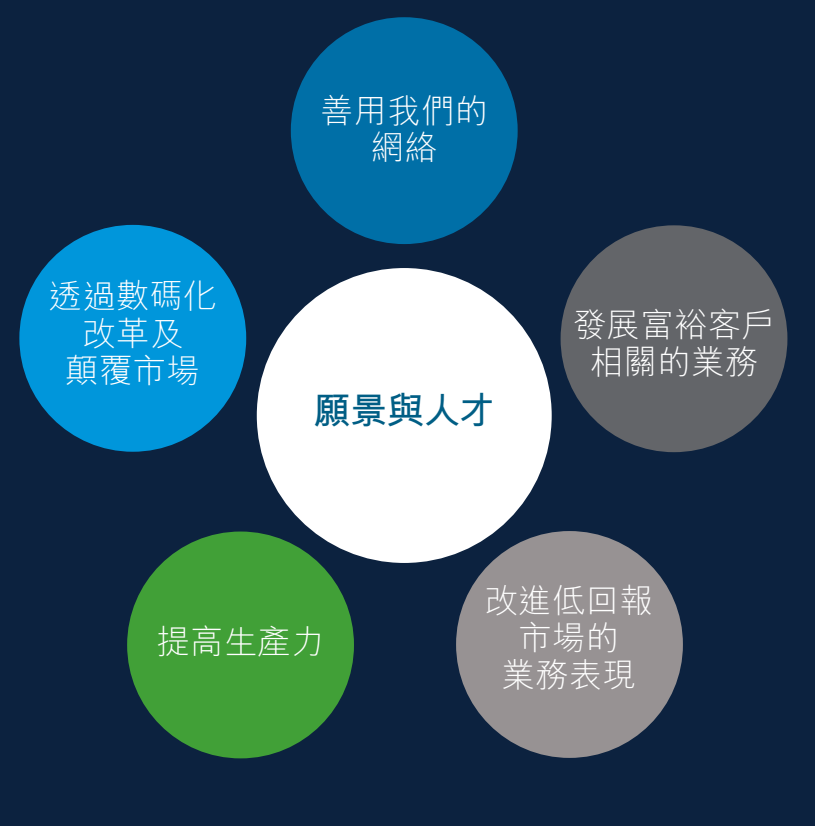 善用我們的
網絡
透過數碼化
改革及
顛覆市場
發展富裕客戶
相關的業務
願景與人才
提高生產力
改進低回報
市場的
業務表現